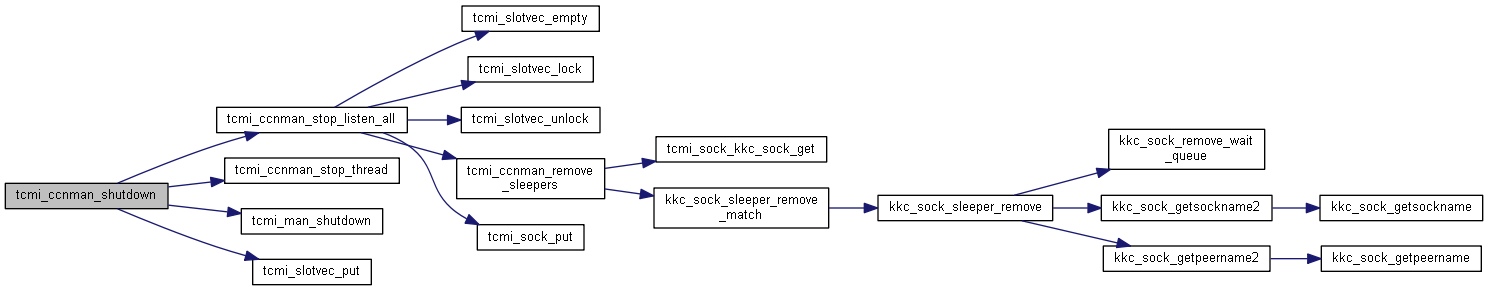 tcmi_slotvec_empty
tcmi_slotvec_lock
tcmi_ccnman_stop_listen_all
tcmi_slotvec_unlock
kkc_sock_remove_wait
_queue
tcmi_sock_kkc_sock_get
tcmi_ccnman_stop_thread
tcmi_ccnman_remove
_sleepers
tcmi_ccnman_shutdown
kkc_sock_sleeper_remove
_match
kkc_sock_sleeper_remove
kkc_sock_getsockname2
kkc_sock_getsockname
tcmi_man_shutdown
tcmi_sock_put
kkc_sock_getpeername2
kkc_sock_getpeername
tcmi_slotvec_put